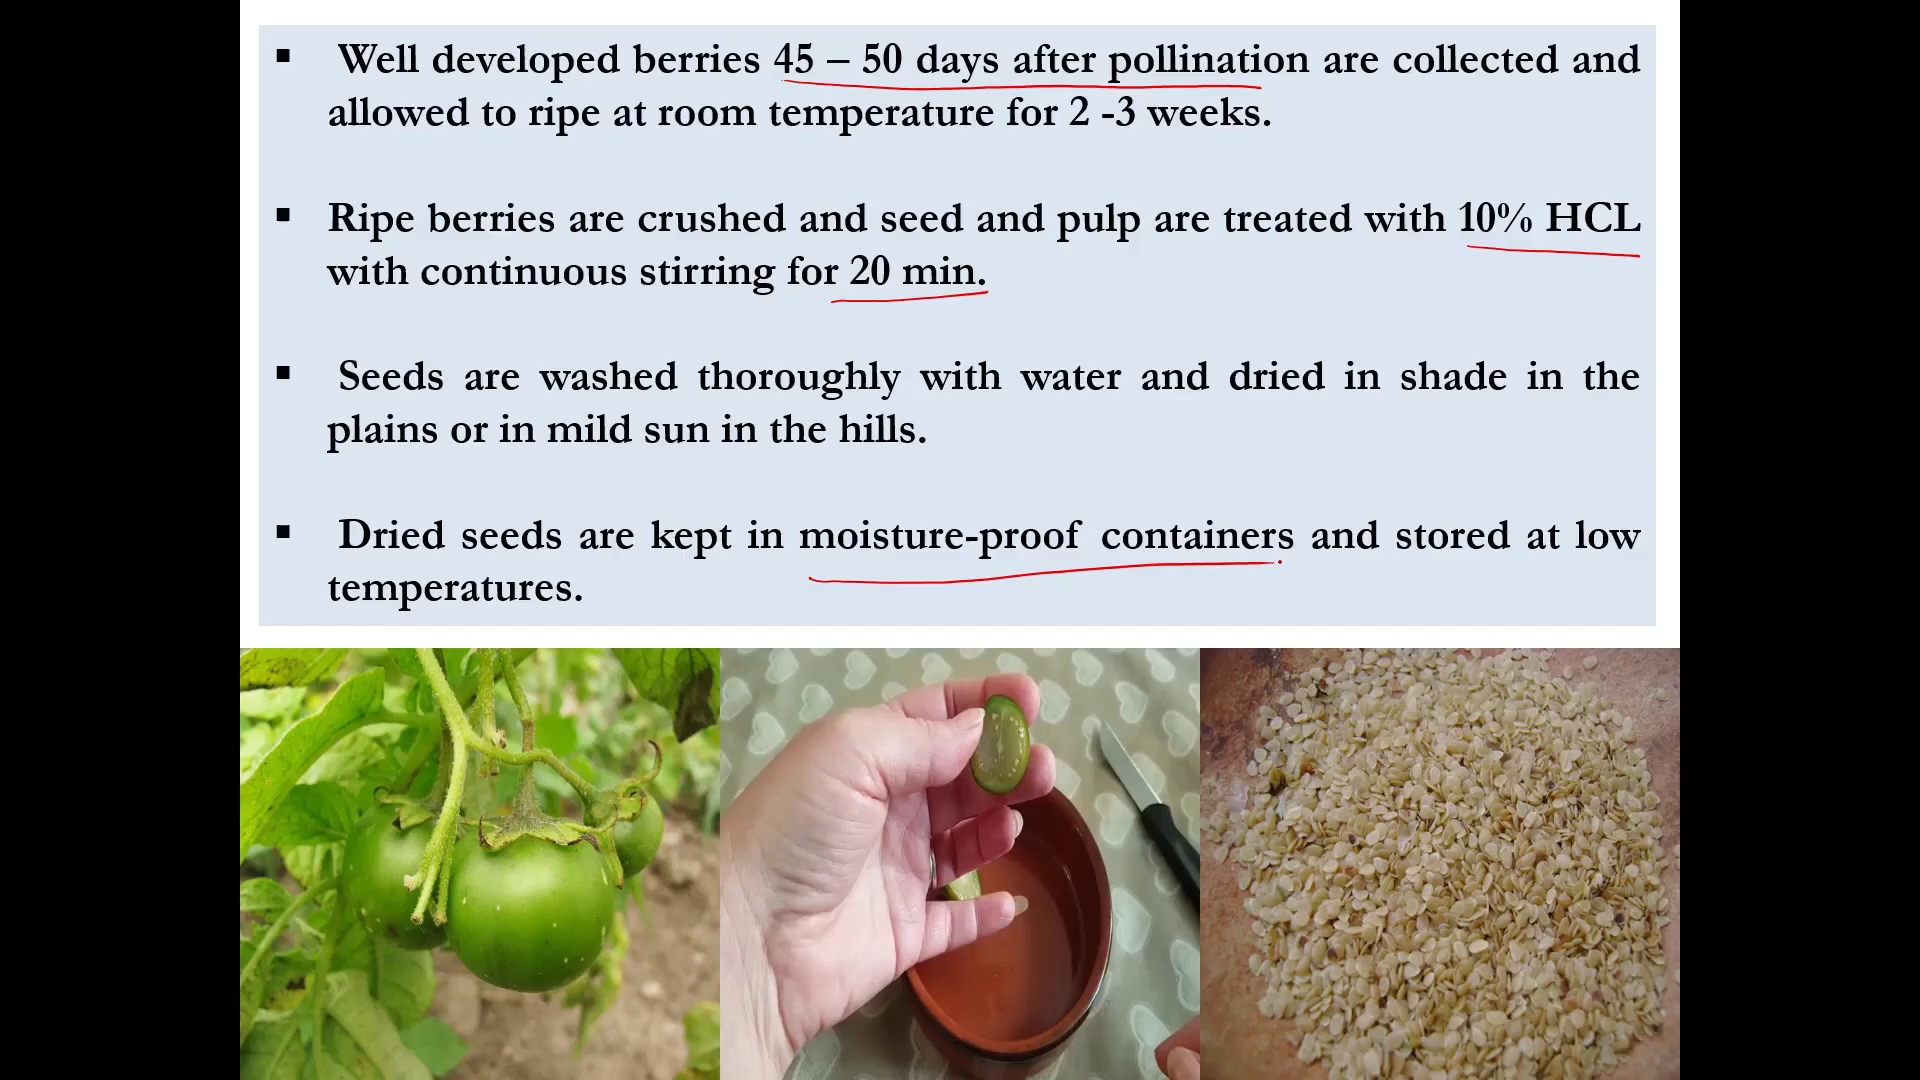 ▪ Well developed berries 45 – 50 days after pollination are collected and
allowed to ripe at room temperature for 2 -3 weeks.
▪ Ripe berries are crushed and seed and pulp are treated with 10% HCL
with continuous stirring for 20 min.
▪ Seeds are washed thoroughly with water and dried in shade in the
plains or in mild sun in the hills.
▪ Dried seeds are kept in moisture-proof containers and stored at low
temperatures.